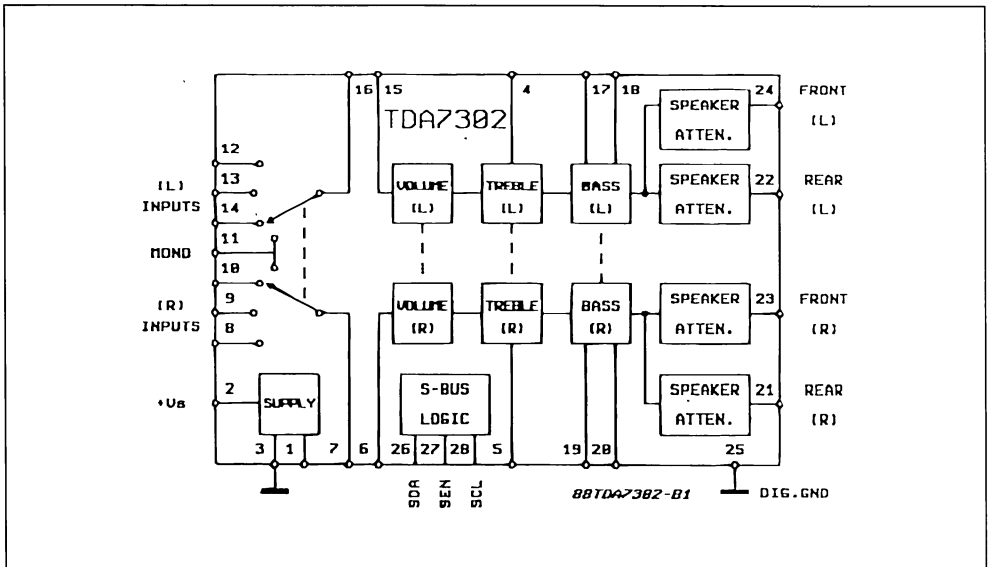 16 15 4 17 18 24 FRONT
SPEAKER
TDA7302
ATTEN.
(L)
12
13
(L)
INPUTS
14
VOLUME
(L)
TREBLE
(L)
BASS
(L)
SPEAKER
ATTEN.
22 REAR
(L)
11
MONO
10
(R)
INPUTS
9
8
VOLUME
(R)
TREBLE
(R)
BASS
(R)
SPEAKER
ATTEN.
23 FRONT
(R)
+Vs
2
SUPPLY
S-BUS
LOGIC
SPEAKER
ATTEN.
21 REAR
(R)
3 1 7 6 26 27 28 5 19 20 25
SDA
SEN
SCL
88TDA7302-B1
DIG.GND